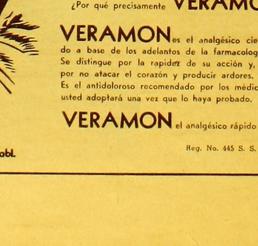 ¿Por qué precisamente VERAMO
VERAMON es el analgésico cie
do a base de los adelantos de la farmacolog
Se distingue por la rapidez de su acción y,
por no atacar el corazón y producir ardores.
Es el antidoloroso recomendado por los médic
usted adoptará una vez que lo haya probado.
VERAMON el analgésico rápido
Reg. No. 445 S. S.
abl.